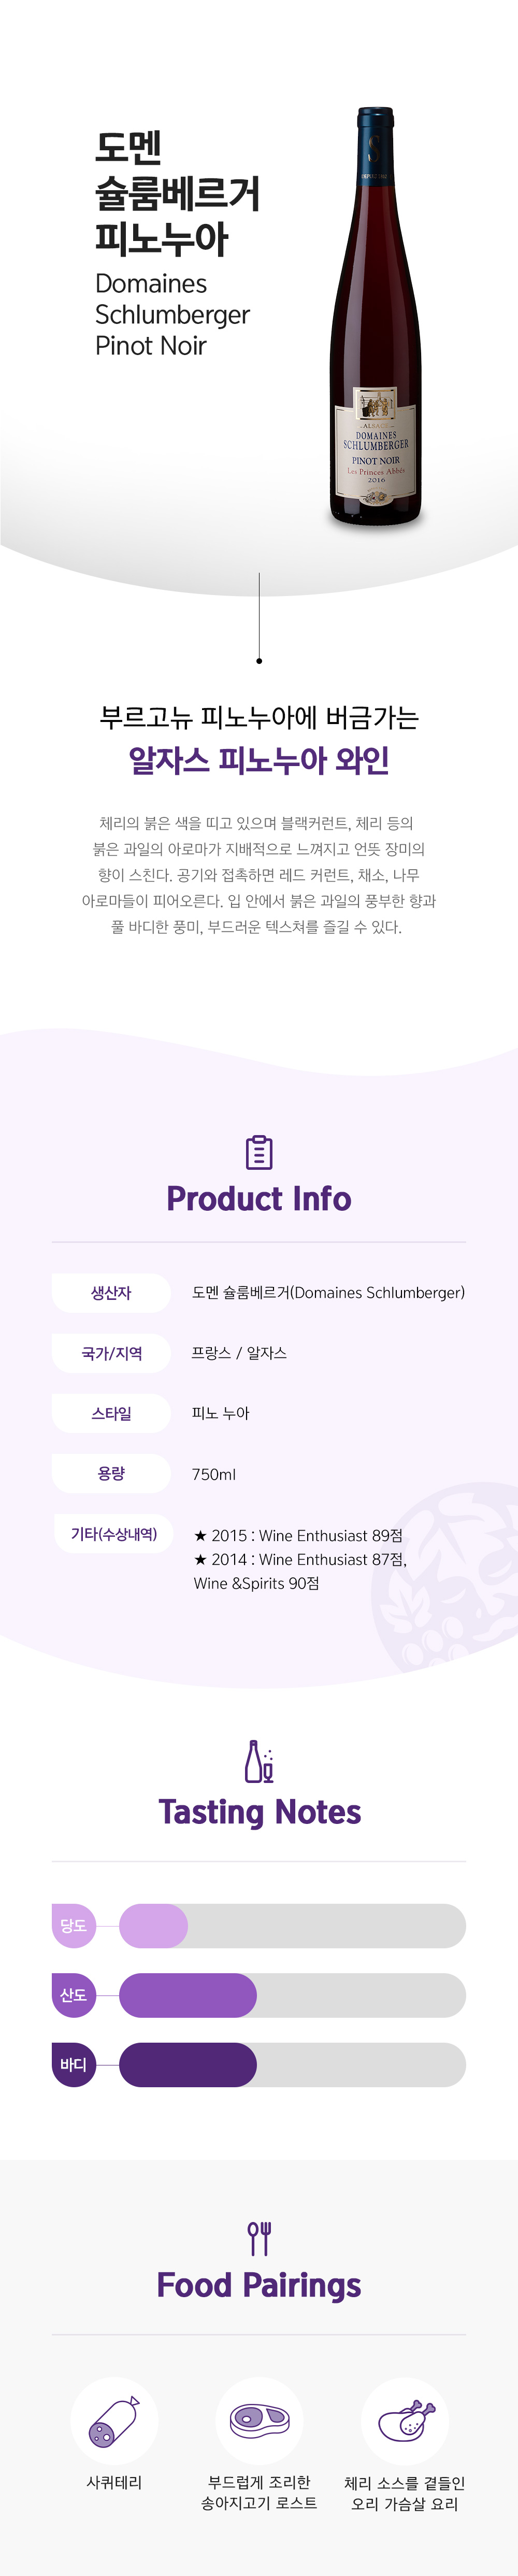 도멘
슐룸베르거
피노누아
Domaines
Schlumberger
Pinot Noir
S
ALSACE
DOMAINES
SCHLUMBERGER
PINOT NOIR
Les Princes Abbés
2016
부르고뉴 피노누아에 버금가는
알자스 피노누아 와인
체리의 붉은 색을 띠고 있으며 블랙커런트, 체리 등의
붉은 과일의 아로마가 지배적으로 느껴지고 언뜻 장미의
향이 스친다. 공기와 접촉하면 레드 커런트, 채소, 나무
아로마들이 피어오른다. 입 안에서 붉은 과일의 풍부한 향과
풀 바디한 풍미, 부드러운 텍스쳐를 즐길 수 있다.
Product Info
생산자 도멘 슐룸베르거(Domaines Schlumberger)
국가/지역 프랑스 / 알자스
스타일 피노 누아
용량 750ml
기타(수상내역) ★ 2015 : Wine Enthusiast 89점
★ 2014 : Wine Enthusiast 87점,
Wine &Spirits 90점
Tasting Notes
당도
산도
바디
Food Pairings
사퀴테리
부드럽게 조리한
송아지고기 로스트
체리 소스를 곁들인
오리 가슴살 요리